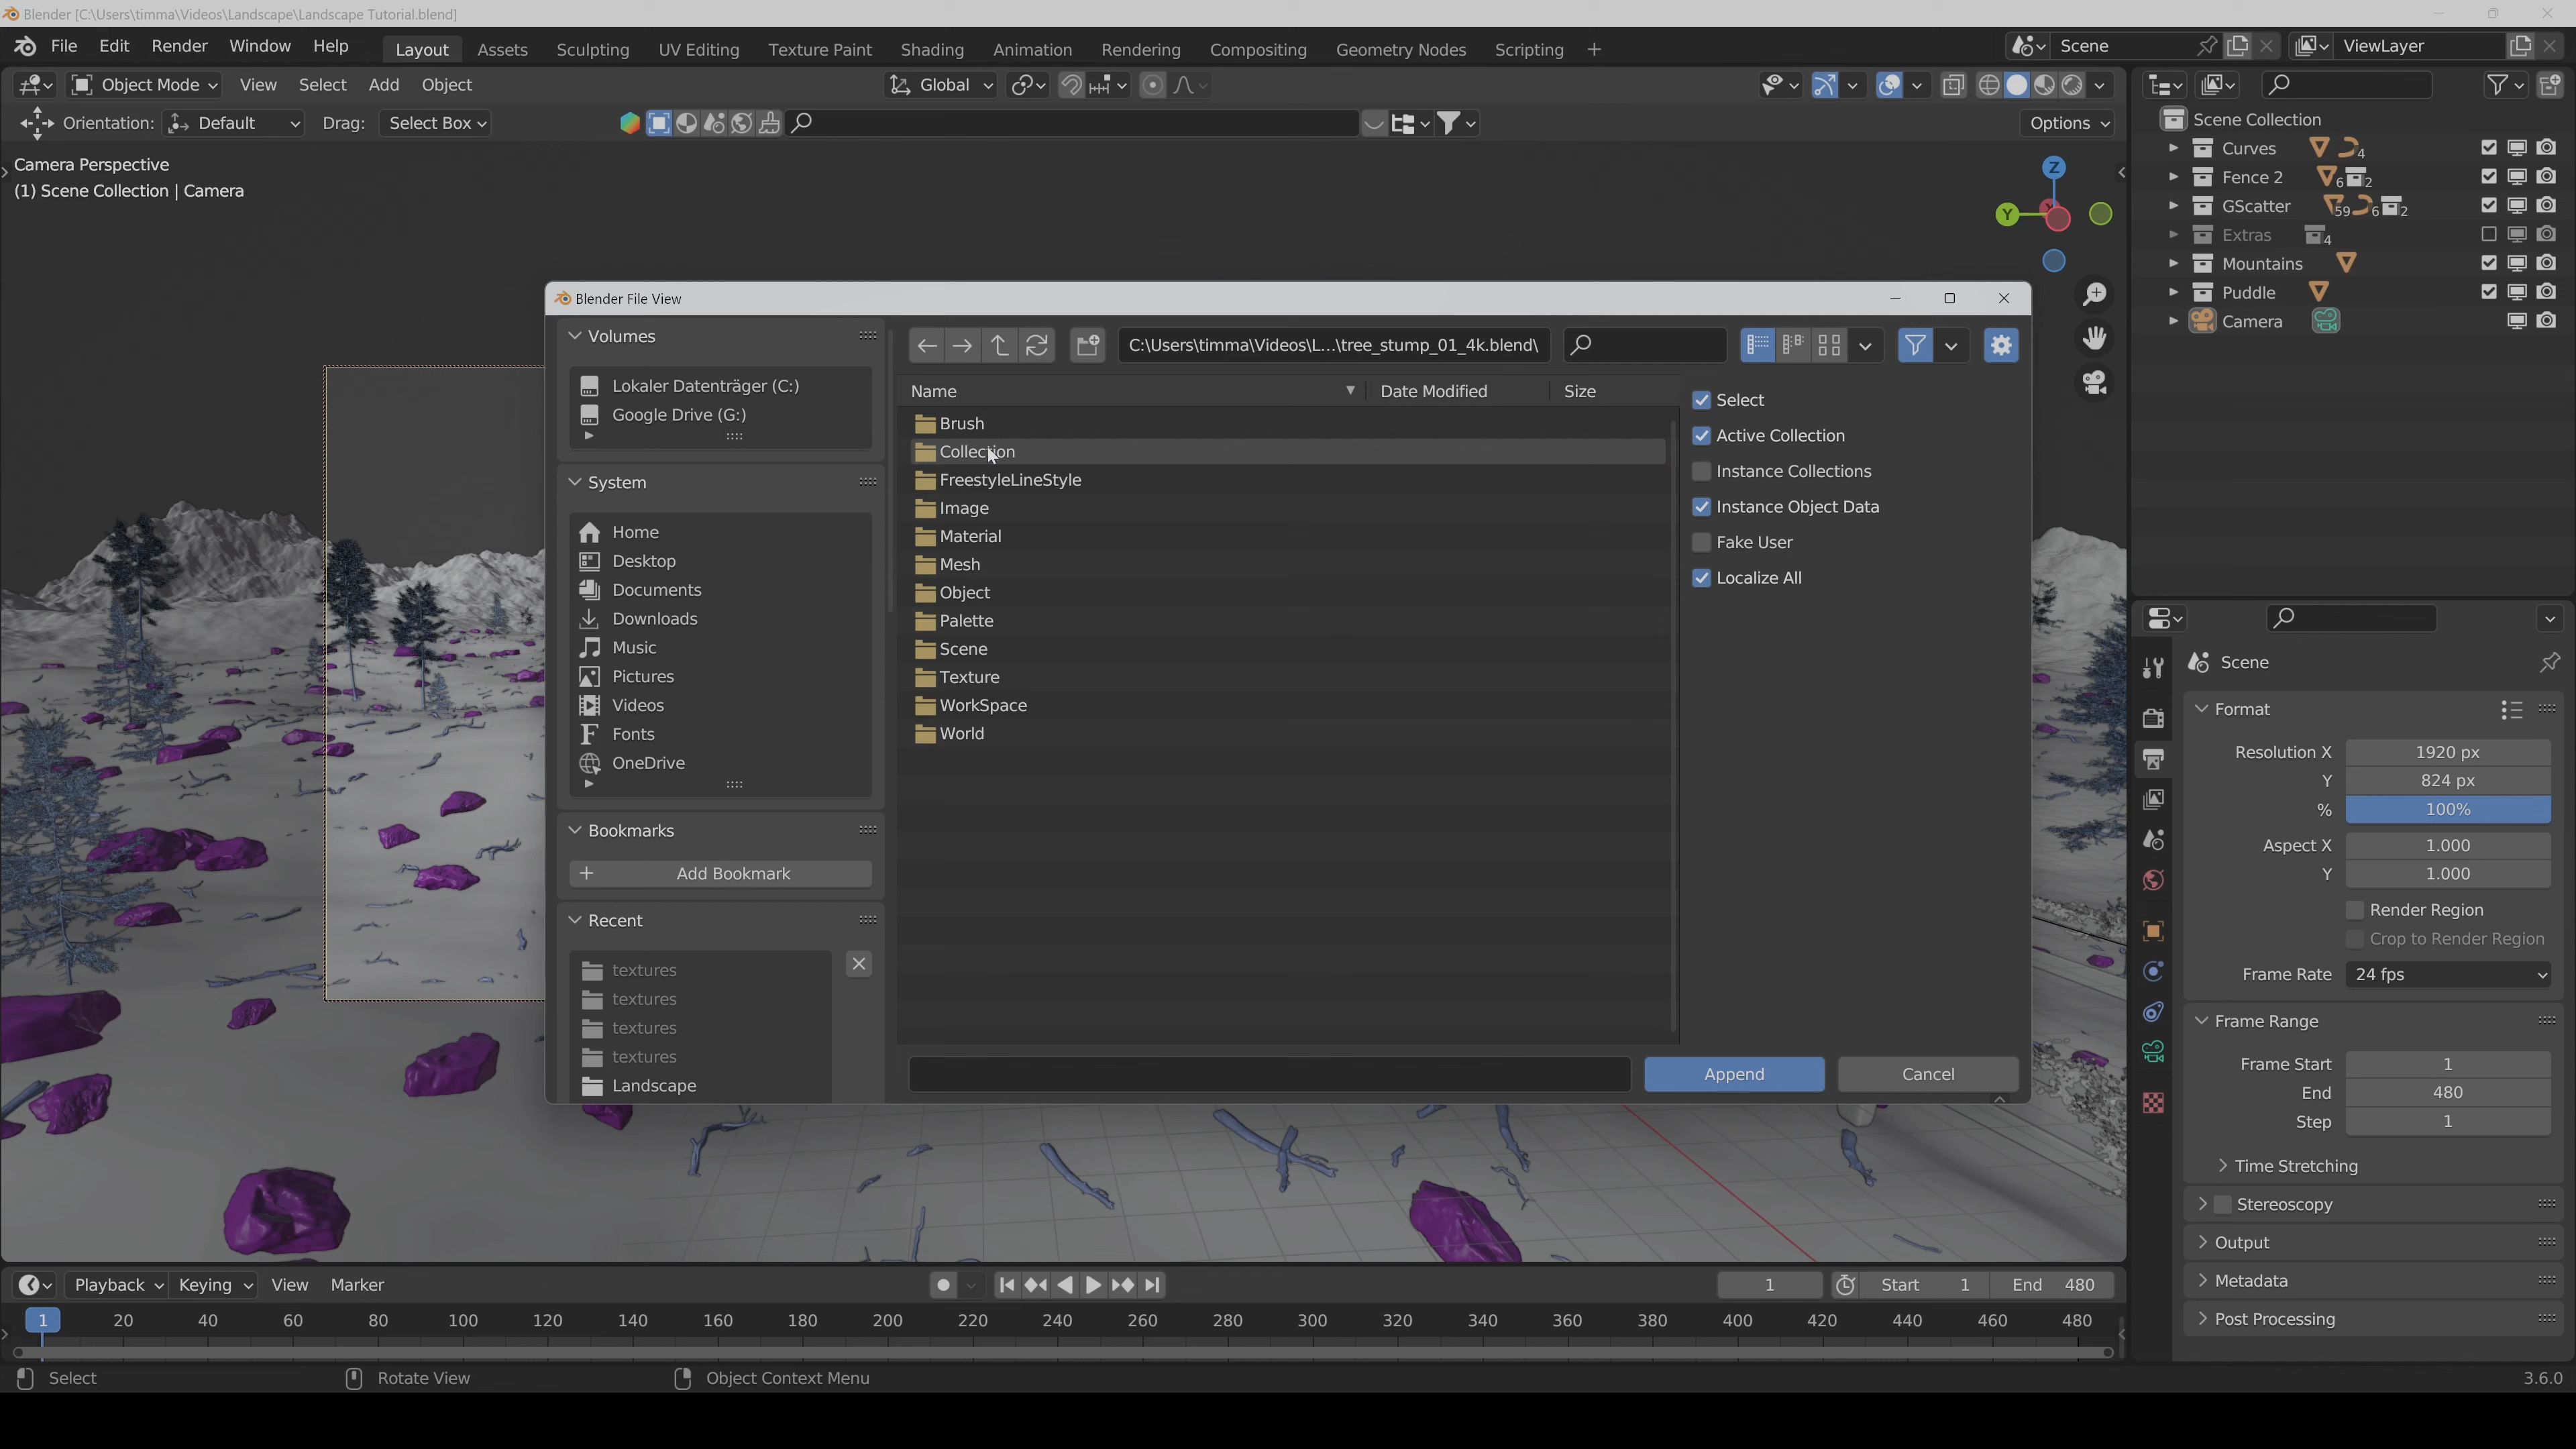 Blender [C:\Users\timma\Videos\Landscape\Landscape Tutorial.blend]
File Edit Render Window Help Layout Assets Sculpting UV Editing Texture Paint Shading Animation Rendering Compositing Geometry Nodes Scripting + Scene ViewLayer
Object Mode View Select Add Object Global
Orientation: Default Drag: Select Box Options
Camera Perspective
(1) Scene Collection | Camera
Z
Y
Scene Collection
Curves 4
Fence 2 6 2
GScatter 59 6 2
Extras 4
Mountains
Puddle
Camera
Blender File View
Volumes
Lokaler Datenträger (C:)
Google Drive (G:)
System
Home
Desktop
Documents
Downloads
Music
Pictures
Videos
Fonts
OneDrive
Bookmarks
Add Bookmark
Recent
textures
textures
textures
textures
Landscape
C:\Users\timma\Videos\L...\tree_stump_01_4k.blend\
Name Date Modified Size
Brush
Collection
FreestyleLineStyle
Image
Material
Mesh
Object
Palette
Scene
Texture
WorkSpace
World
Select
Active Collection
Instance Collections
Instance Object Data
Fake User
Localize All
Append Cancel
Scene
Format
Resolution X 1920 px
Y 824 px
% 100%
Aspect X 1.000
Y 1.000
Render Region
Crop to Render Region
Frame Rate 24 fps
Frame Range
Frame Start 1
End 480
Step 1
Time Stretching
Stereoscopy
Output
Metadata
Post Processing
Playback Keying View Marker 1 Start 1 End 480
1 20 40 60 80 100 120 140 160 180 200 220 240 260 280 300 320 340 360 380 400 420 440 460 480
Select Rotate View Object Context Menu 3.6.0